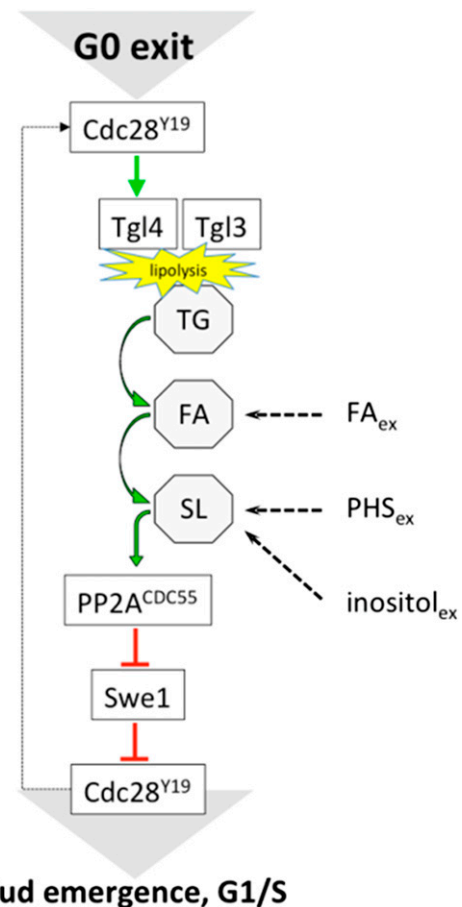 G0 exit
Cdc28Y19
Tgl4 Tgl3
lipolysis
TG
FA
FAex
SL
PHSex
inositolex
PP2ACDC55
Swe1
Cdc28Y19
ud emergence, G1/S